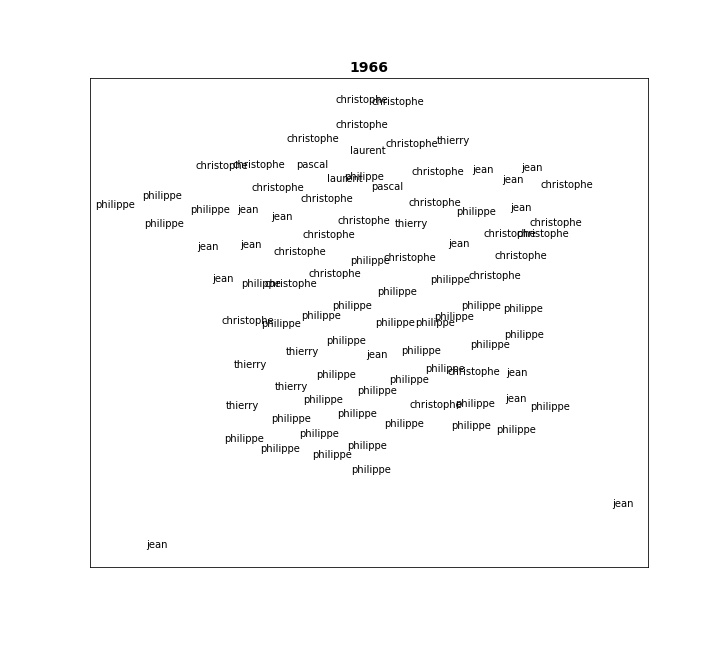 1966
christophe christophe
christophe
christophe christophe thierry
laurent
christophe christophe pascal christophe jean jean
laurent philippe jean
christophe pascal christophe
philippe christophe
philippe christophe
philippe jean philippe jean
philippe jean christophe thierry christophe
christophe christophe christophe
jean jean jean
christophe christophe christophe
philippe
christophe christophe
jean philippe christophe philippe
philippe
philippe philippe philippe
christophe philippe philippe
philippe philippe philippe
philippe philippe philippe
thierry jean philippe
thierry philippe christophe jean
philippe philippe
thierry philippe
thierry philippe christophe philippe jean philippe
philippe philippe
philippe philippe philippe
philippe philippe
philippe philippe
philippe
philippe
jean
jean